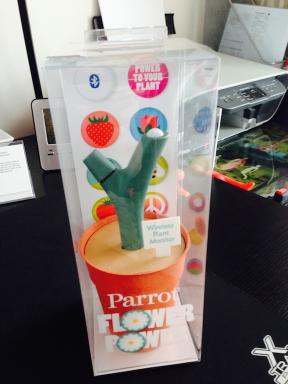 POWER
TO YOUR
PLANT
Wireless
Plant
Monitor
Parrot
FLOWER
POWER